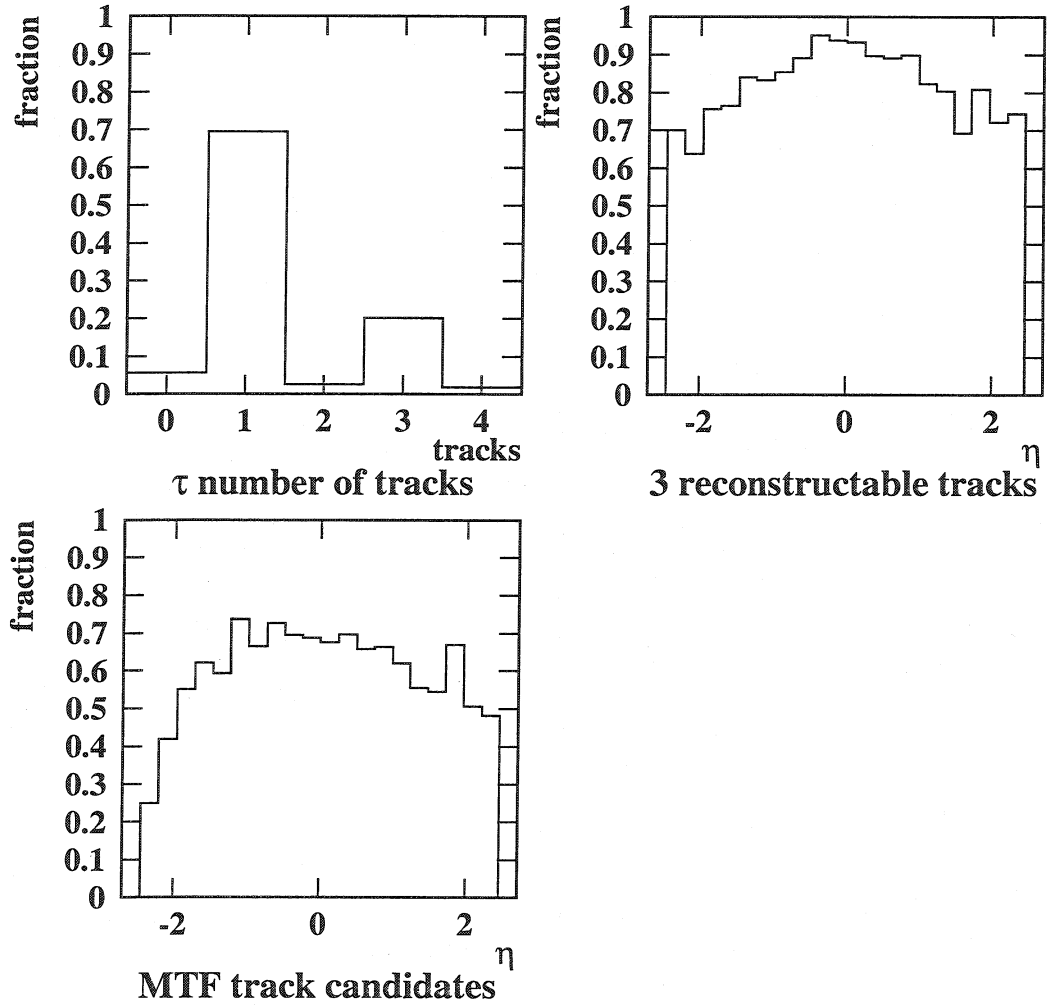 fraction
1
0.9
0.8
0.7
0.6
0.5
0.4
0.3
0.2
0.1
0
0 1 2 3 4
tracks
τ number of tracks
fraction
1
0.9
0.8
0.7
0.6
0.5
0.4
0.3
0.2
0.1
0
-2 0 2
η
3 reconstructable tracks
fraction
1
0.9
0.8
0.7
0.6
0.5
0.4
0.3
0.2
0.1
0
-2 0 2
η
MTF track candidates